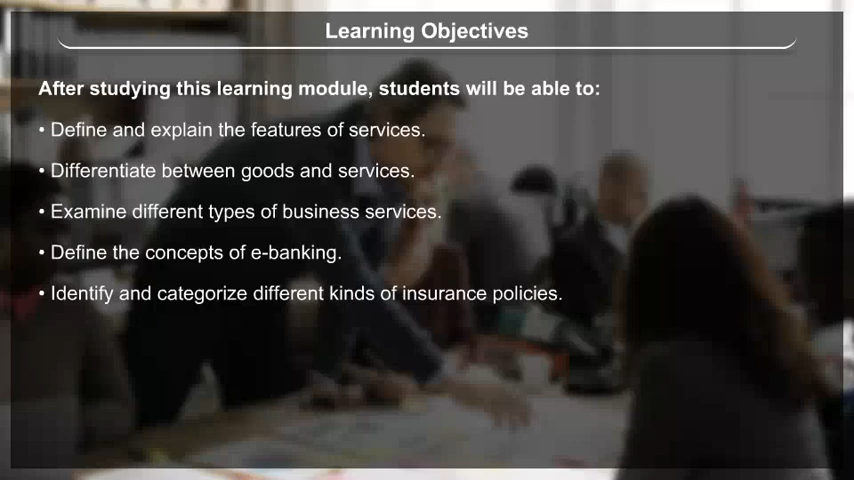 Learning Objectives
After studying this learning module, students will be able to:
• Define and explain the features of services.
• Differentiate between goods and services.
• Examine different types of business services.
• Define the concepts of e-banking.
• Identify and categorize different kinds of insurance policies.